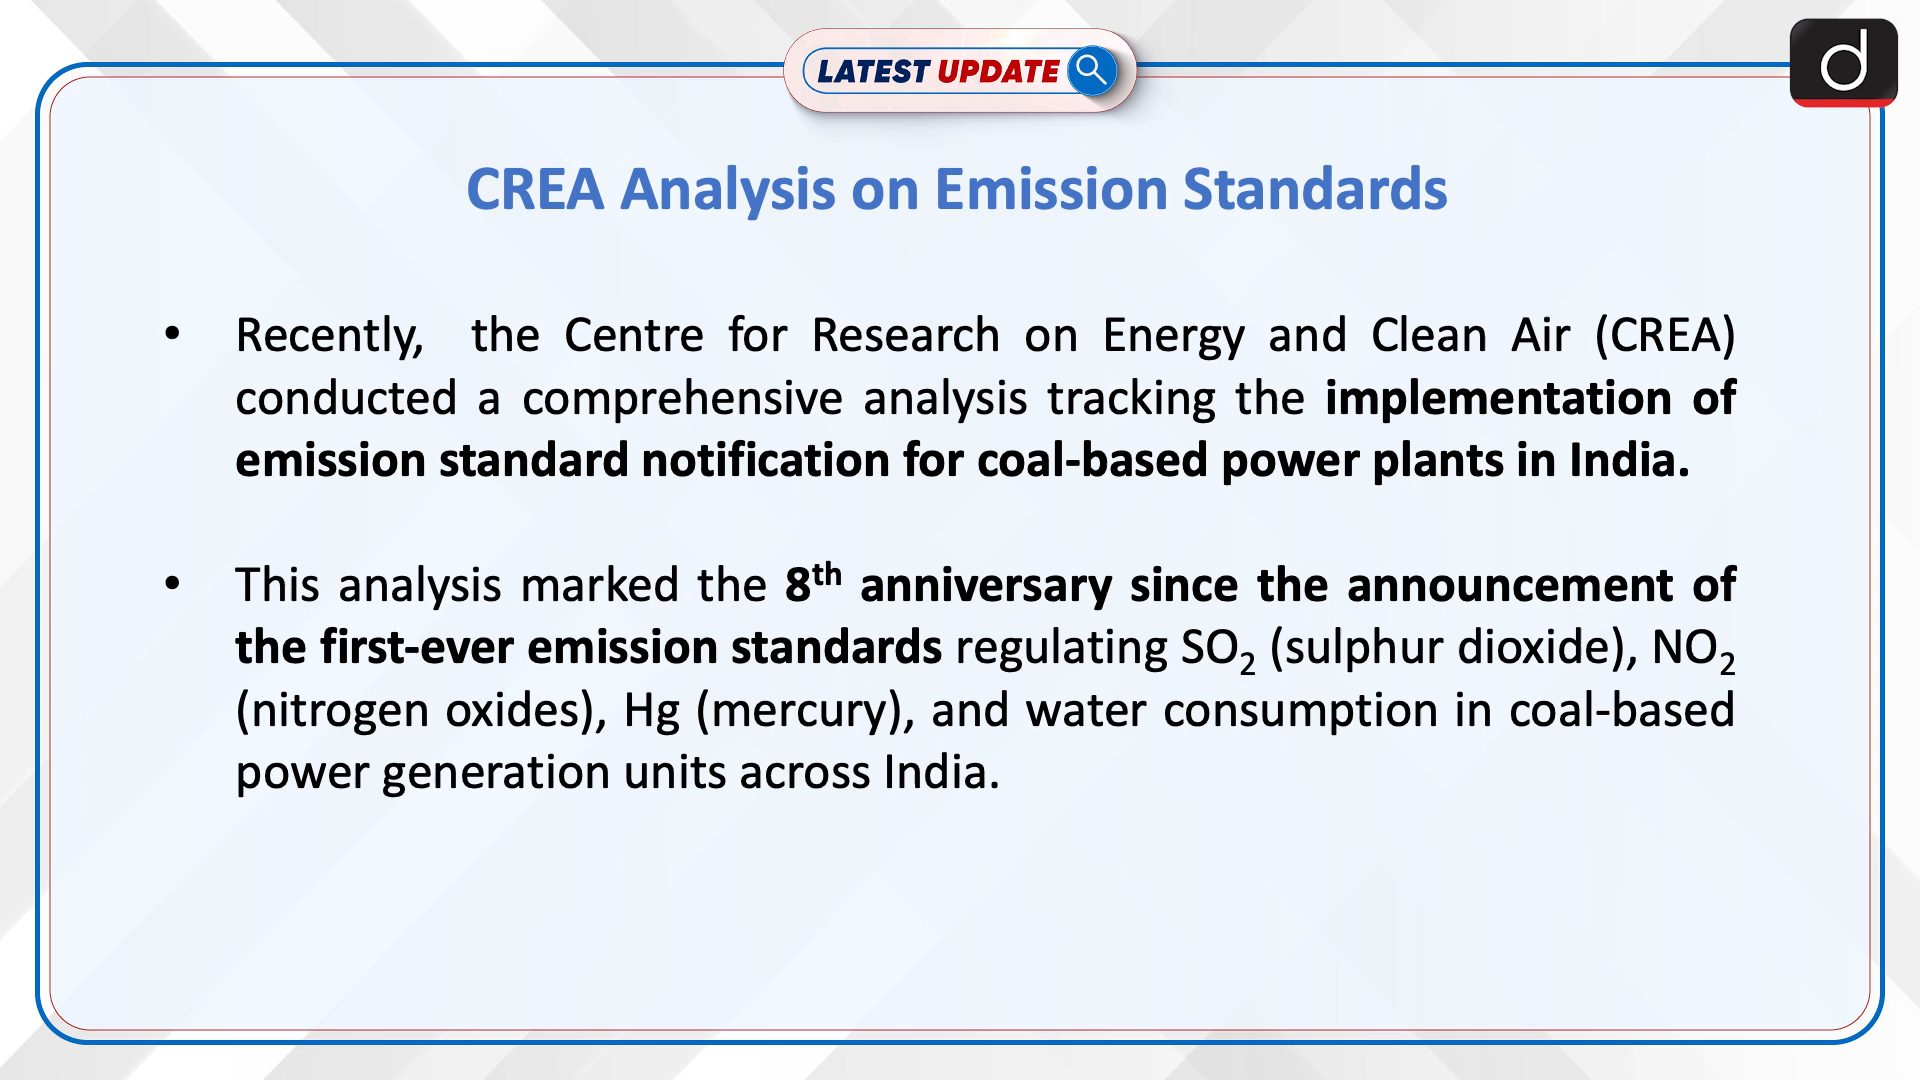 LATEST UPDATE
d
CREA Analysis on Emission Standards
• Recently, the Centre for Research on Energy and Clean Air (CREA)
conducted a comprehensive analysis tracking the implementation of
emission standard notification for coal-based power plants in India.
• This analysis marked the 8th anniversary since the announcement of
the first-ever emission standards regulating SO₂ (sulphur dioxide), NO₂
(nitrogen oxides), Hg (mercury), and water consumption in coal-based
power generation units across India.